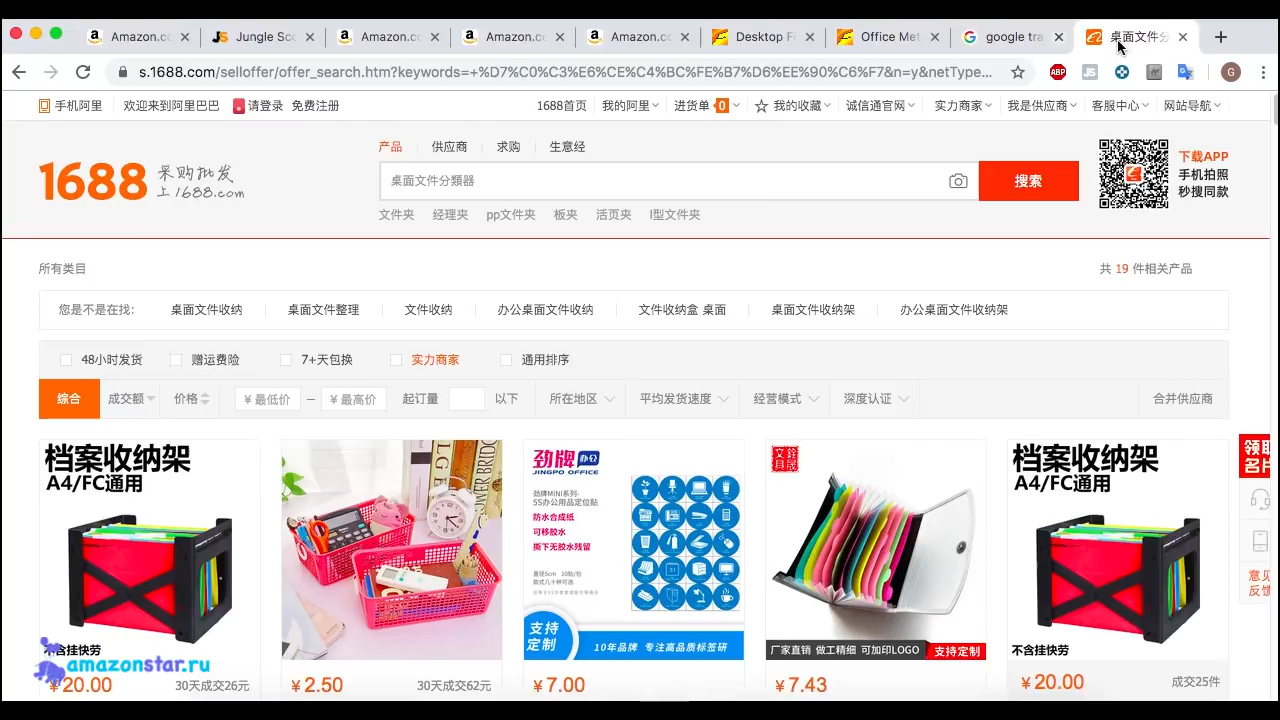 Amazon.co
Jungle Sco
Amazon.co
Amazon.co
Amazon.co
Desktop Fi
Office Met
google tra
桌面文件分
s.1688.com/selloffer/offer_search.htm?keyword=+%D7%C0%C3%E6%CE%C4%BC%FE%B7%D6%EE%90%C6%F7&n=y&netType...
ABP
JS
G
手机阿里 欢迎来到阿里巴巴 请登录 免费注册 1688首页 我的阿里 进货单 0 我的收藏 诚信通官网 实力商家 我是供应商 客服中心 网站导航
1688 采购批发
上1688.com
产品 供应商 求购 生意经
桌面文件分類器
搜索
文件夹 经理夹 pp文件夹 板夹 活页夹 l型文件夹
下载APP
手机拍照
秒搜同款
所有类目
共 19 件相关产品
您是不是在找: 桌面文件收纳 桌面文件整理 文件收纳 办公桌面文件收纳 文件收纳盒 桌面 桌面文件收纳架 办公桌面文件收纳架
48小时发货 赠运费险 7+天包换 实力商家 通用排序
综合 成交额 价格 ¥ 最低价 – ¥ 最高价 起订量 以下 所在地区 平均发货速度 经营模式 深度认证 合并供应商
档案收纳架
A4/FC通用
不含挂快劳
¥20.00 30天成交26元
¥2.50 30天成交62元
劲牌办公
JINGPO OFFICE
劲牌MINI系列-
5S办公用品定位贴
防水合成纸
可移胶水
撕下无胶水残留
直径5cm 10贴/包
款式几十种可选
支持
定制
10年品牌 专注高品质标签研
¥7.00
厂家直销 做工精细 可加印LOGO 支持定制
¥7.43
档案收纳架
A4/FC通用
不含挂快劳
¥20.00 成交25件
领取
名片
意见
反馈
amazonstar.ru